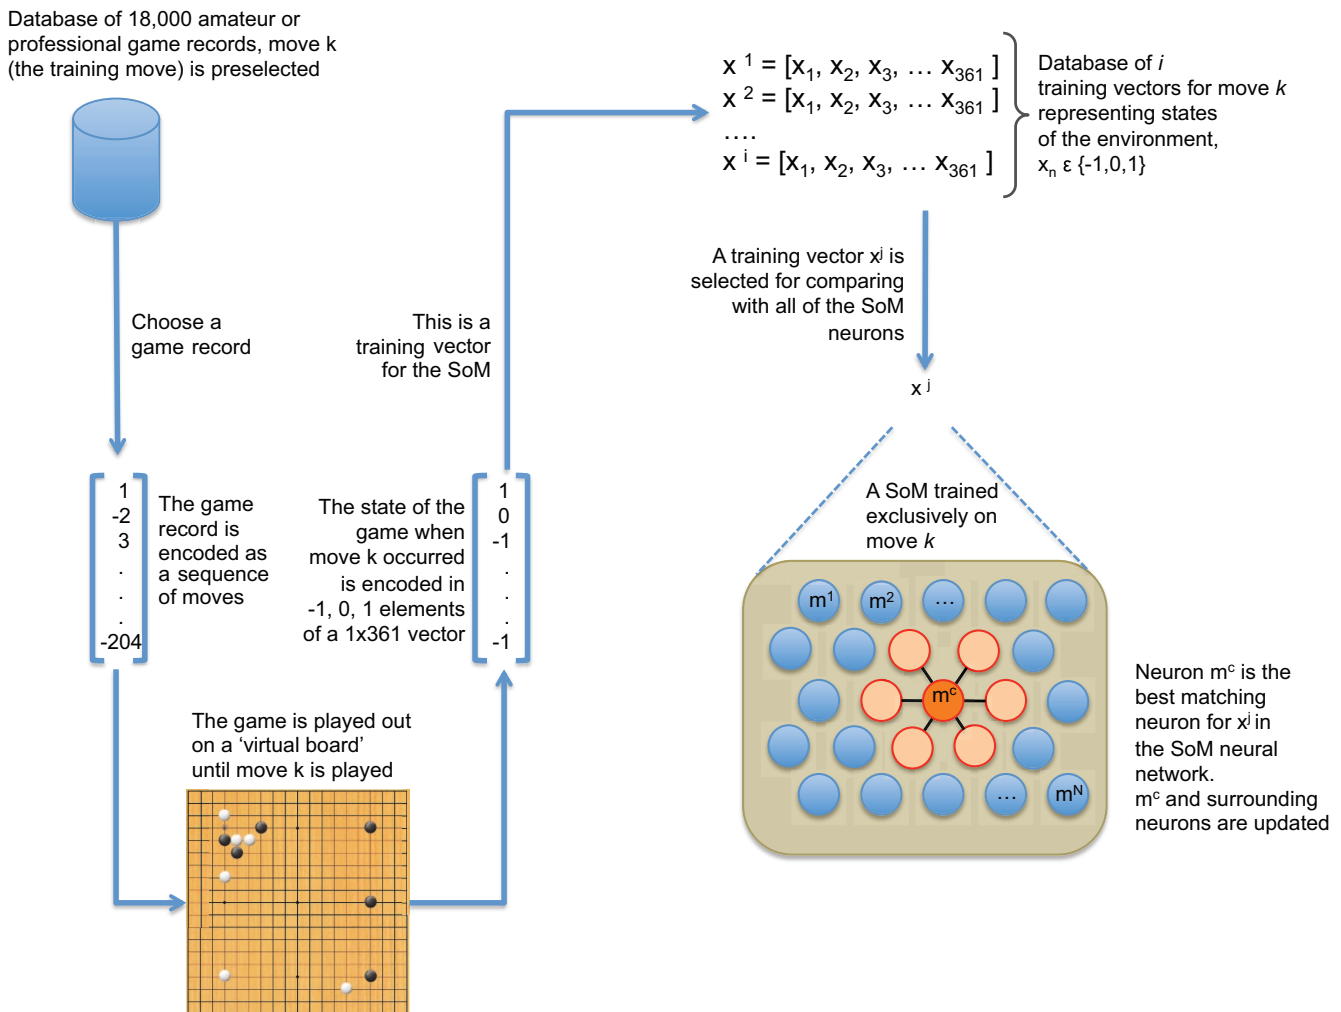 Database of 18,000 amateur or
professional game records, move k
(the training move) is preselected
Choose a
game record
1
-2
3
.
.
.
-204
The game
record is
encoded as
a sequence
of moves
The game is played out
on a ‘virtual board’
until move k is played
The state of the
game when
move k occurred
is encoded in
-1, 0, 1 elements
of a 1x361 vector
1
0
-1
.
.
.
-1
This is a
training vector
for the SoM
x 1 = [x1, x2, x3, … x361 ]
x 2 = [x1, x2, x3, … x361 ]
….
x i = [x1, x2, x3, … x361 ]
Database of i
training vectors for move k
representing states
of the environment,
xn ε {-1,0,1}
A training vector xj is
selected for comparing
with all of the SoM
neurons
x j
A SoM trained
exclusively on
move k
m1 m2 …
mc
… mN
Neuron mc is the
best matching
neuron for xj in
the SoM neural
network.
mc and surrounding
neurons are updated